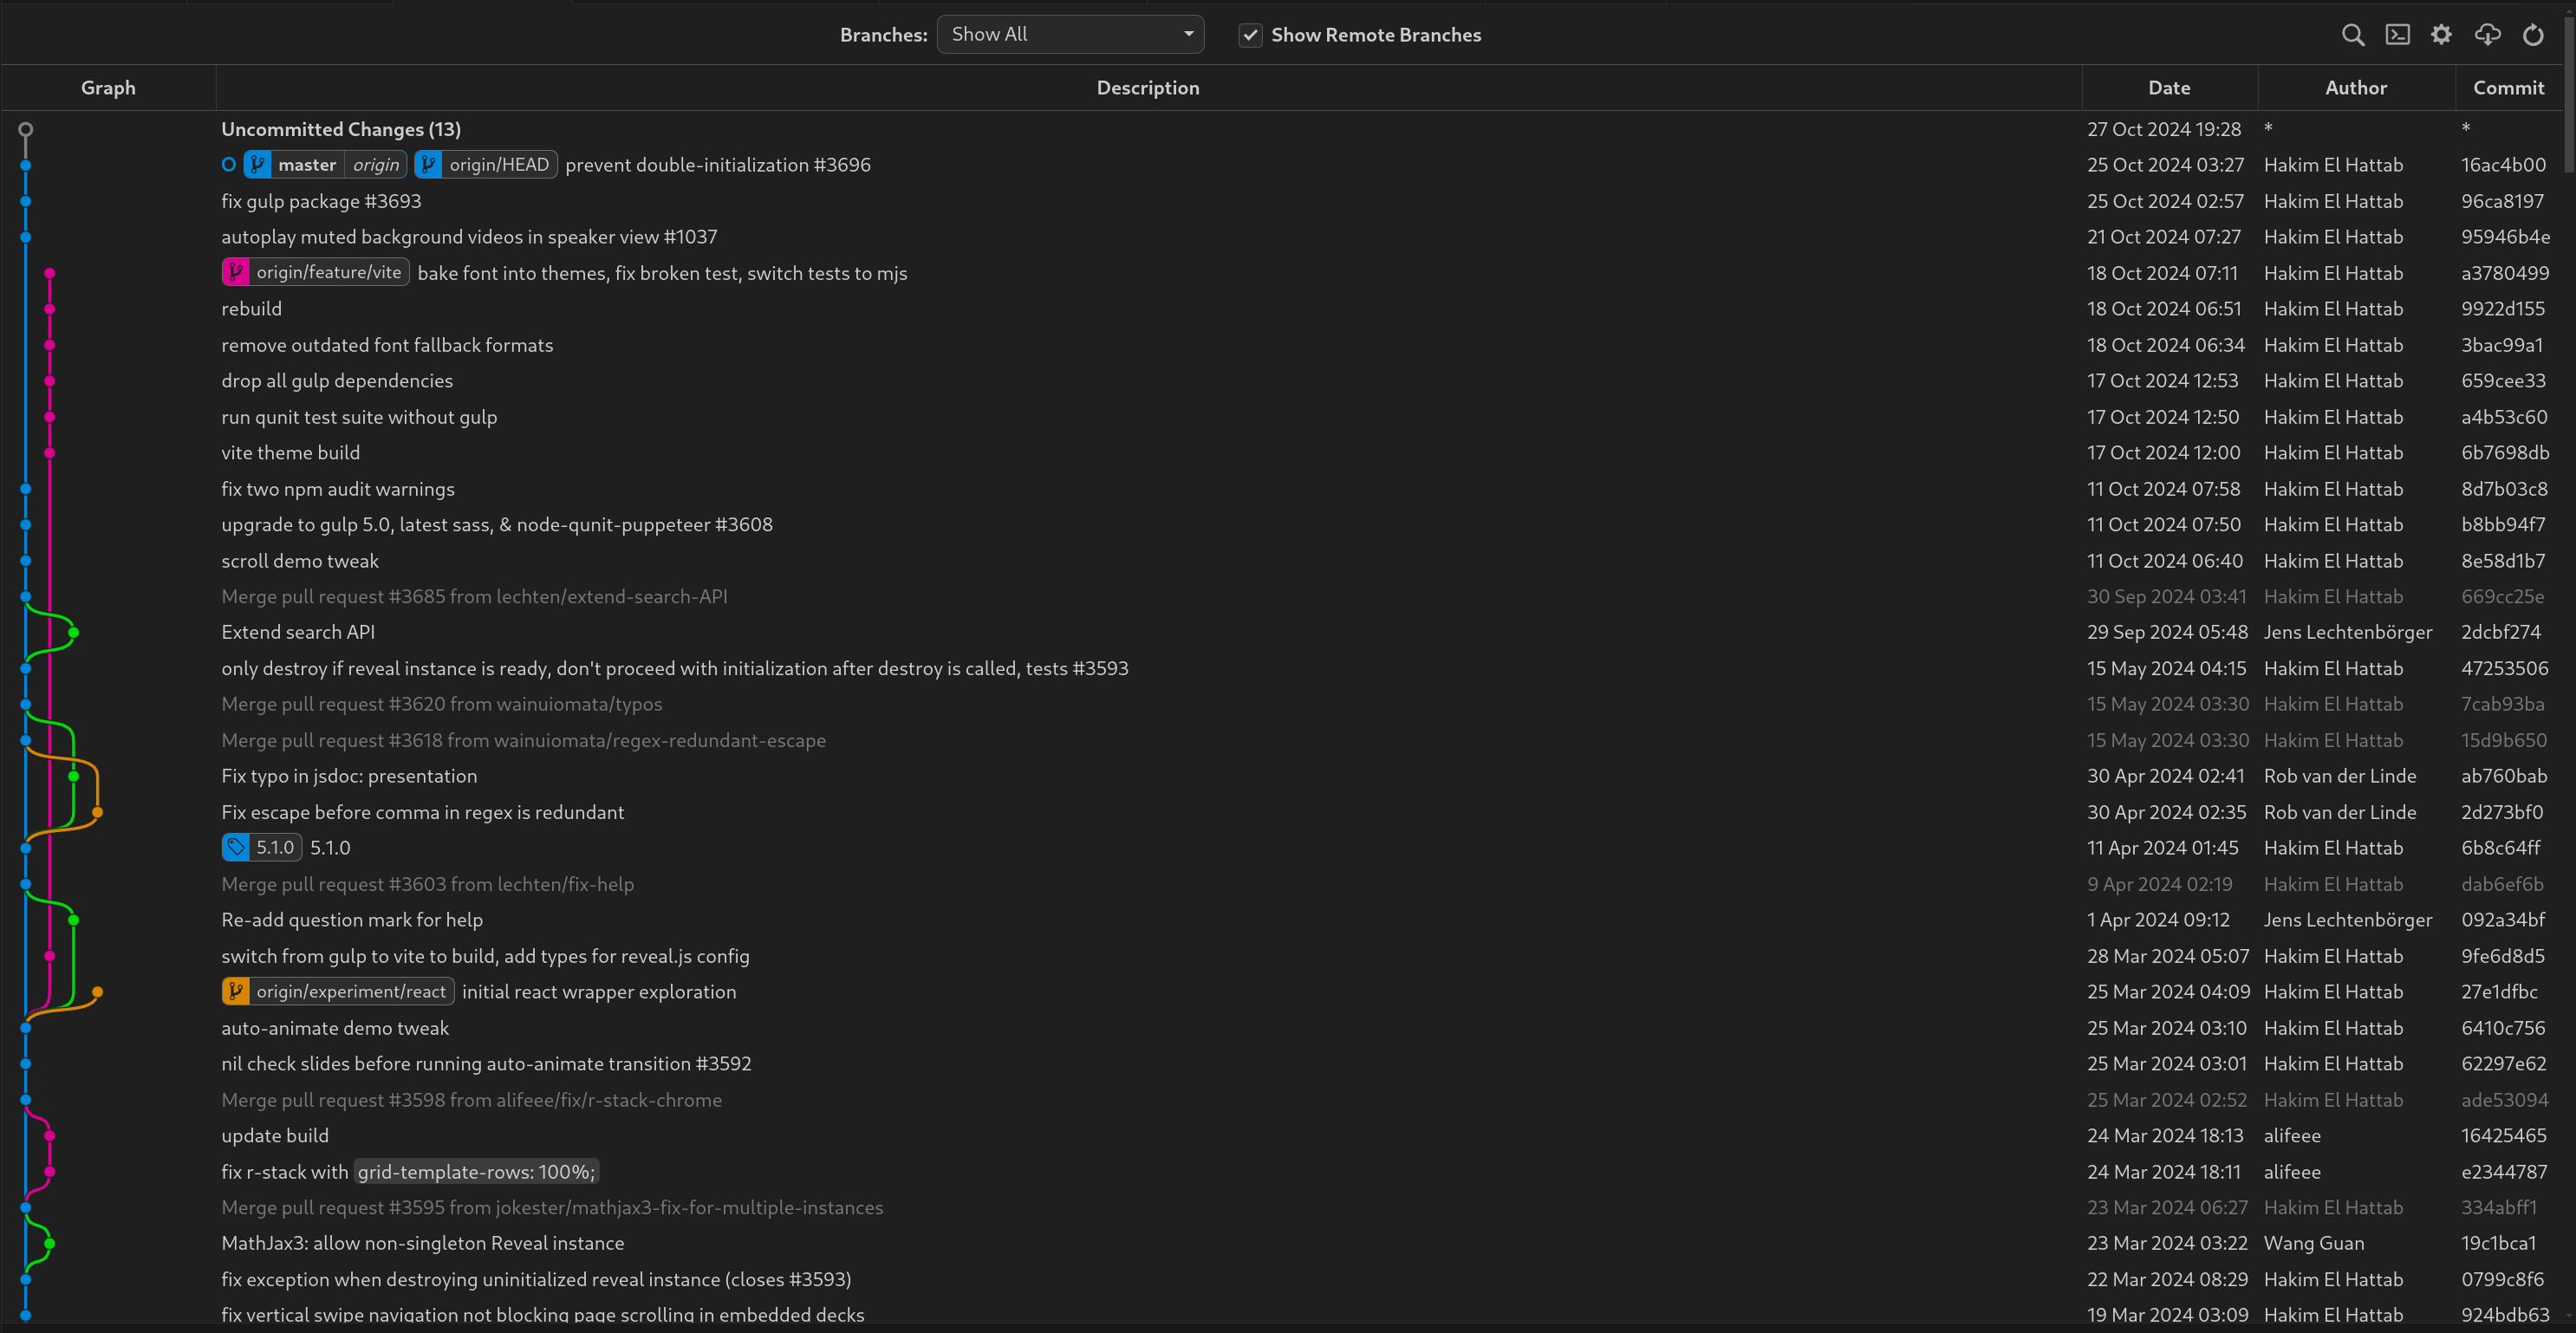 Branches: Show All Show Remote Branches
Graph Description Date Author Commit
Uncommitted Changes (13) 27 Oct 2024 19:28 * *
master origin origin/HEAD prevent double-initialization #3696 25 Oct 2024 03:27 Hakim El Hattab 16ac4b00
fix gulp package #3693 25 Oct 2024 02:57 Hakim El Hattab 96ca8197
autoplay muted background videos in speaker view #1037 21 Oct 2024 07:27 Hakim El Hattab 95946b4e
origin/feature/vite bake font into themes, fix broken test, switch tests to mjs 18 Oct 2024 07:11 Hakim El Hattab a3780499
rebuild 18 Oct 2024 06:51 Hakim El Hattab 9922d155
remove outdated font fallback formats 18 Oct 2024 06:34 Hakim El Hattab 3bac99a1
drop all gulp dependencies 17 Oct 2024 12:53 Hakim El Hattab 659cee33
run qunit test suite without gulp 17 Oct 2024 12:50 Hakim El Hattab a4b53c60
vite theme build 17 Oct 2024 12:00 Hakim El Hattab 6b7698db
fix two npm audit warnings 11 Oct 2024 07:58 Hakim El Hattab 8d7b03c8
upgrade to gulp 5.0, latest sass, & node-qunit-puppeteer #3608 11 Oct 2024 07:50 Hakim El Hattab b8bb94f7
scroll demo tweak 11 Oct 2024 06:40 Hakim El Hattab 8e58d1b7
Merge pull request #3685 from lechten/extend-search-API 30 Sep 2024 03:41 Hakim El Hattab 669cc25e
Extend search API 29 Sep 2024 05:48 Jens Lechtenbörger 2dcbf274
only destroy if reveal instance is ready, don't proceed with initialization after destroy is called, tests #3593 15 May 2024 04:15 Hakim El Hattab 47253506
Merge pull request #3620 from wainuiomata/typos 15 May 2024 03:30 Hakim El Hattab 7cab93ba
Merge pull request #3618 from wainuiomata/regex-redundant-escape 15 May 2024 03:30 Hakim El Hattab 15d9b650
Fix typo in jsdoc: presentation 30 Apr 2024 02:41 Rob van der Linde ab760bab
Fix escape before comma in regex is redundant 30 Apr 2024 02:35 Rob van der Linde 2d273bf0
5.1.0 5.1.0 11 Apr 2024 01:45 Hakim El Hattab 6b8c64ff
Merge pull request #3603 from lechten/fix-help 9 Apr 2024 02:19 Hakim El Hattab dab6ef6b
Re-add question mark for help 1 Apr 2024 09:12 Jens Lechtenbörger 092a34bf
switch from gulp to vite to build, add types for reveal.js config 28 Mar 2024 05:07 Hakim El Hattab 9fe6d8d5
origin/experiment/react initial react wrapper exploration 25 Mar 2024 04:09 Hakim El Hattab 27e1dfbc
auto-animate demo tweak 25 Mar 2024 03:10 Hakim El Hattab 6410c756
nil check slides before running auto-animate transition #3592 25 Mar 2024 03:01 Hakim El Hattab 62297e62
Merge pull request #3598 from alifeee/fix/r-stack-chrome 25 Mar 2024 02:52 Hakim El Hattab ade53094
update build 24 Mar 2024 18:13 alifeee 16425465
fix r-stack with grid-template-rows: 100%; 24 Mar 2024 18:11 alifeee e2344787
Merge pull request #3595 from jokester/mathjax3-fix-for-multiple-instances 23 Mar 2024 06:27 Hakim El Hattab 334abff1
MathJax3: allow non-singleton Reveal instance 23 Mar 2024 03:22 Wang Guan 19c1bca1
fix exception when destroying uninitialized reveal instance (closes #3593) 22 Mar 2024 08:29 Hakim El Hattab 0799c8f6
fix vertical swipe navigation not blocking page scrolling in embedded decks 19 Mar 2024 03:09 Hakim El Hattab 924bdb63